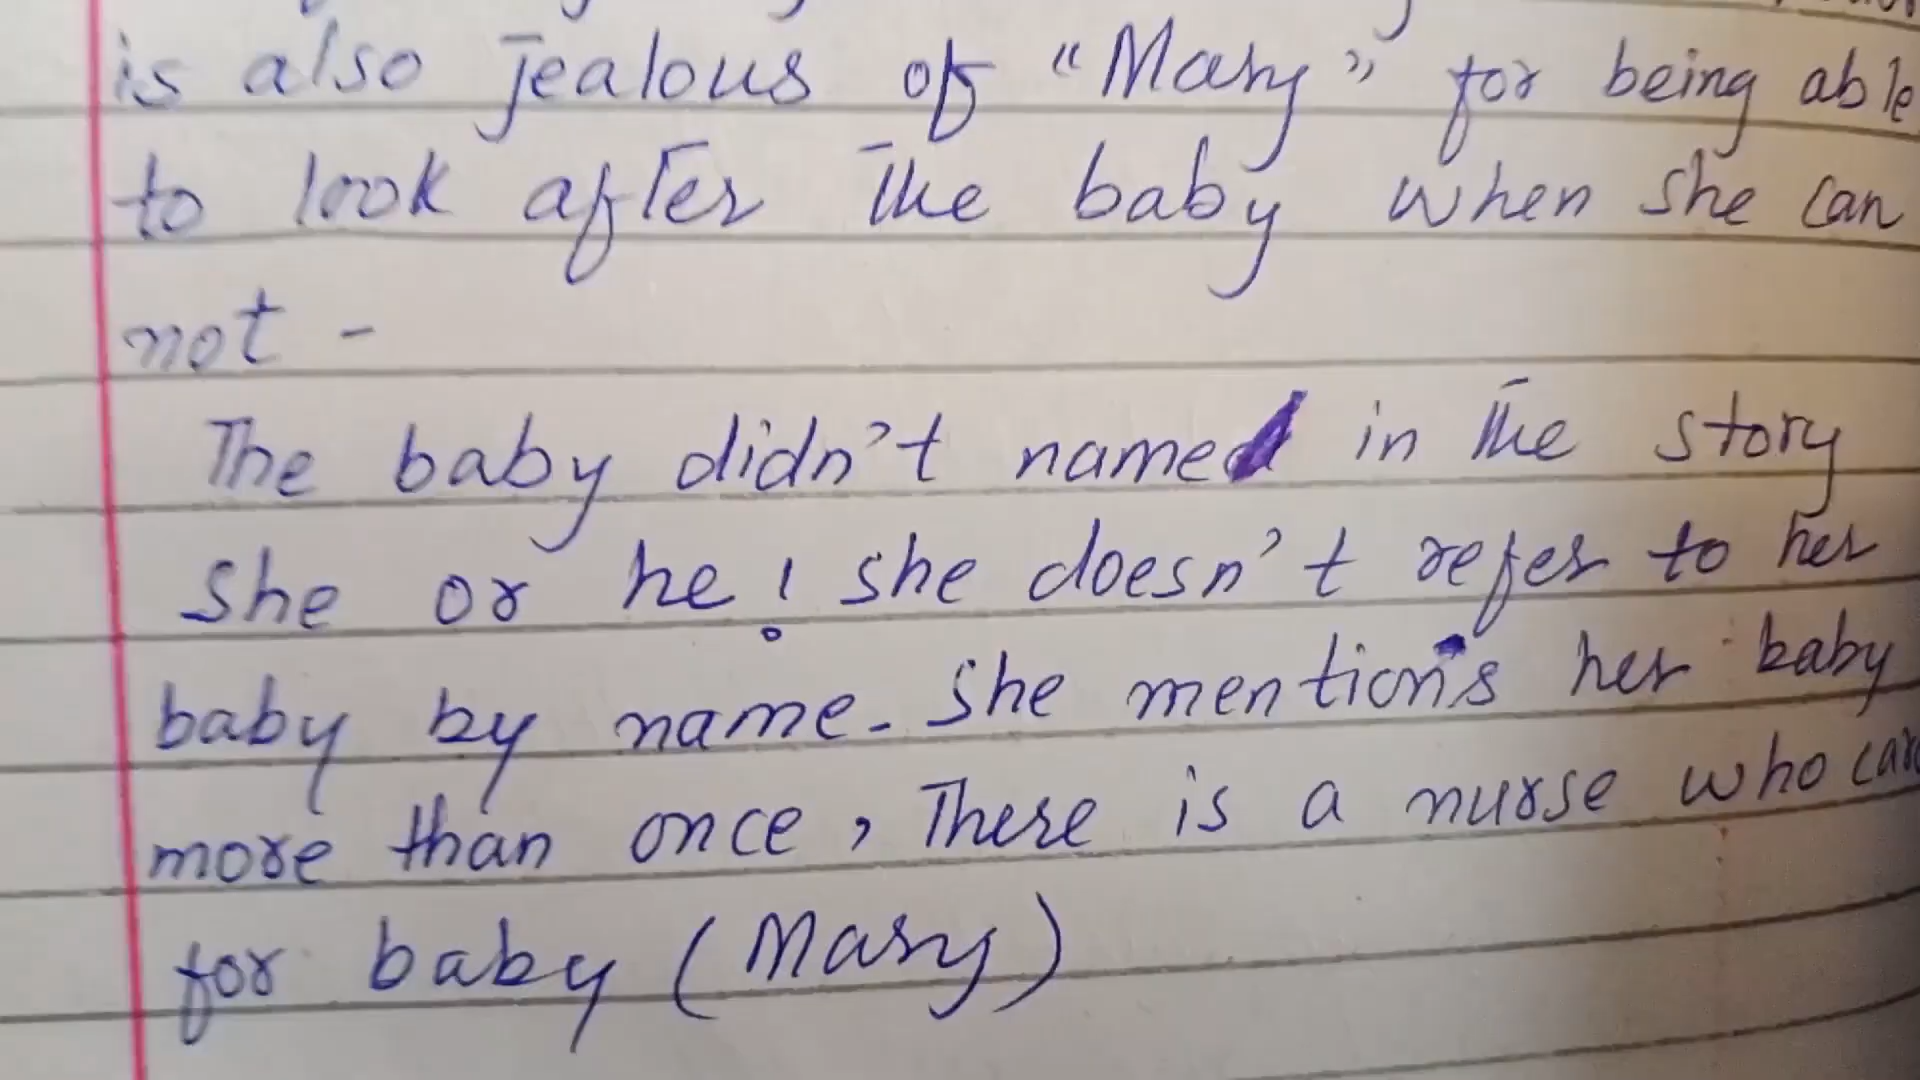 is also jealous of "Mary" for being able
to look after the baby when she can
not -
The baby didn't named in the story
She or he! she doesn't refer to her
baby by name. She mentions her baby
more than once, There is a nurse who
for baby (Mary)